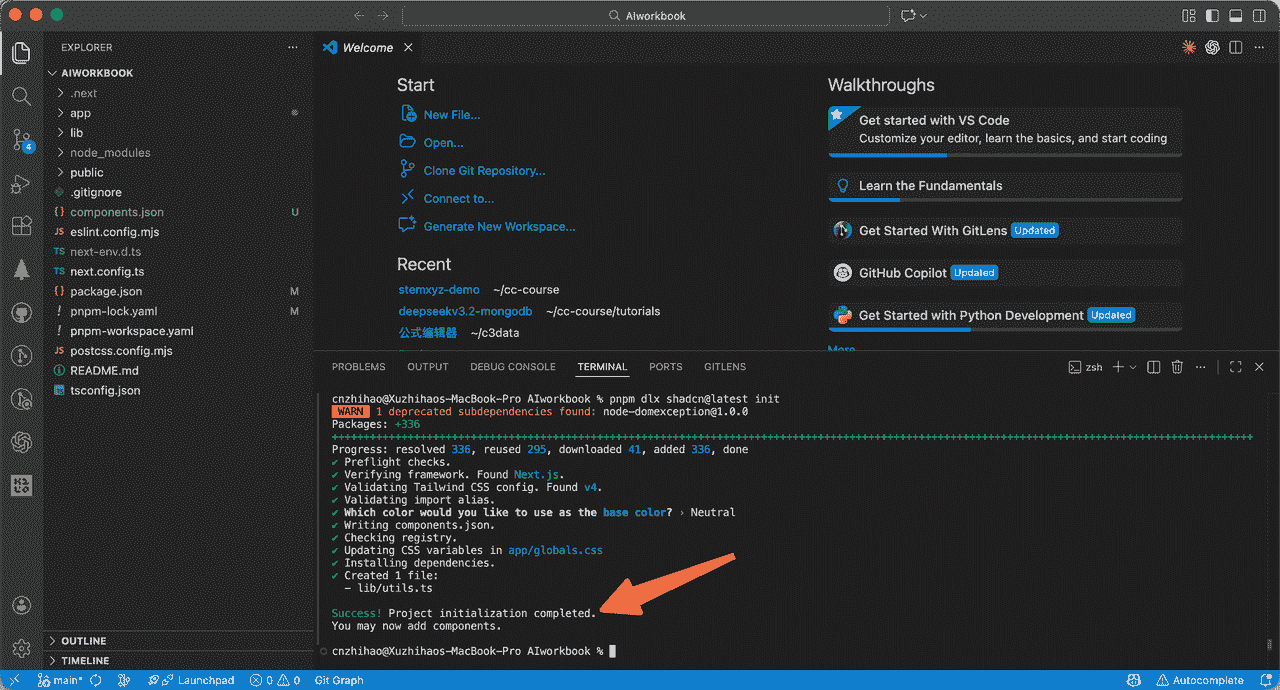 AIworkbook
EXPLORER
Welcome
AIWORKBOOK
.next
app
lib
node_modules
public
.gitignore
{} components.json U
JS eslint.config.mjs
TS next-env.d.ts
TS next.config.ts
{} package.json M
! pnpm-lock.yaml M
! pnpm-workspace.yaml
JS postcss.config.mjs
README.md
TS tsconfig.json
OUTLINE
TIMELINE
4
Start
New File...
Open...
Clone Git Repository...
Connect to...
Generate New Workspace...
Recent
stemxyz-demo ~/cc-course
deepseekv3.2-mongodb ~/cc-course/tutorials
公式编辑器 ~/c3data
Walkthroughs
Get started with VS Code
Customize your editor, learn the basics, and start coding
Learn the Fundamentals
Get Started With GitLens Updated
GitHub Copilot Updated
Get Started with Python Development Updated
More...
PROBLEMS OUTPUT DEBUG CONSOLE TERMINAL PORTS GITLENS
zsh
cnzhihao@Xuzhihaos-MacBook-Pro AIworkbook % pnpm dlx shadcn@latest init
WARN 1 deprecated subdependencies found: node-domexception@1.0.0
Packages: +336
Progress: resolved 336, reused 295, downloaded 41, added 336, done
✔ Preflight checks.
✔ Verifying framework. Found Next.js.
✔ Validating Tailwind CSS config. Found v4.
✔ Validating import alias.
✔ Which color would you like to use as the base color? › Neutral
✔ Writing components.json.
✔ Checking registry.
✔ Updating CSS variables in app/globals.css
✔ Installing dependencies.
✔ Created 1 file:
- lib/utils.ts
Success! Project initialization completed.
You may now add components.
cnzhihao@Xuzhihaos-MacBook-Pro AIworkbook %
main* Launchpad 0 0 Git Graph Autocomplete